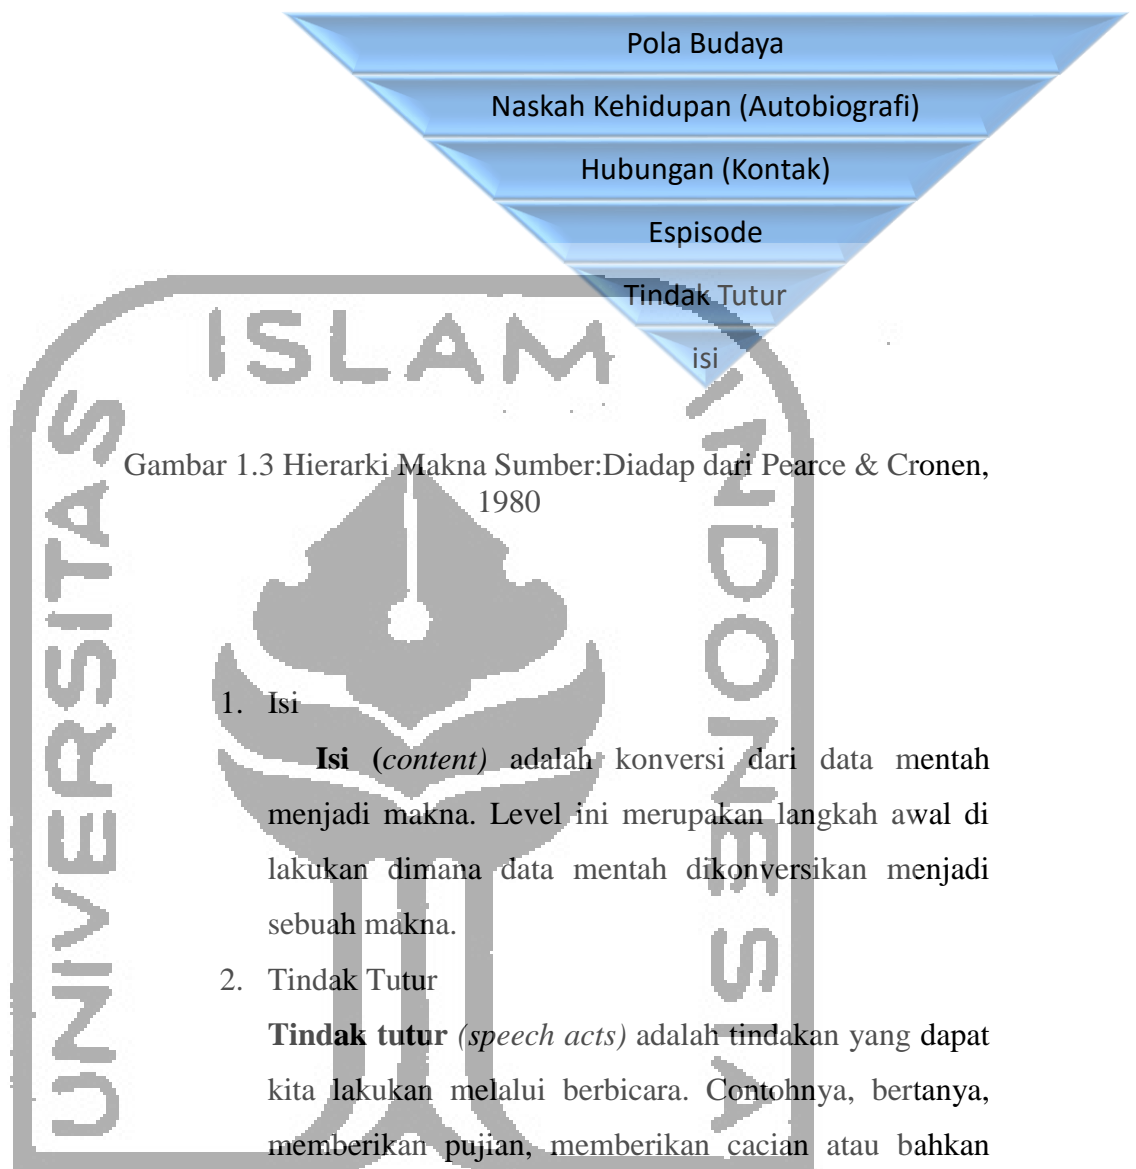 Pola Budaya
Naskah Kehidupan (Autobiografi)
Hubungan (Kontak)
Espisode
Tindak Tutur
isi
ISLAM
UNIVERSITAS
INDONESIA
Gambar 1.3 Hierarki Makna Sumber:Diadap dari Pearce & Cronen,
1980
1. Isi
Isi (content) adalah konversi dari data mentah
menjadi makna. Level ini merupakan langkah awal di
lakukan dimana data mentah dikonversikan menjadi
sebuah makna.
2. Tindak Tutur
Tindak tutur (speech acts) adalah tindakan yang dapat
kita lakukan melalui berbicara. Contohnya, bertanya,
memberikan pujian, memberikan cacian atau bahkan